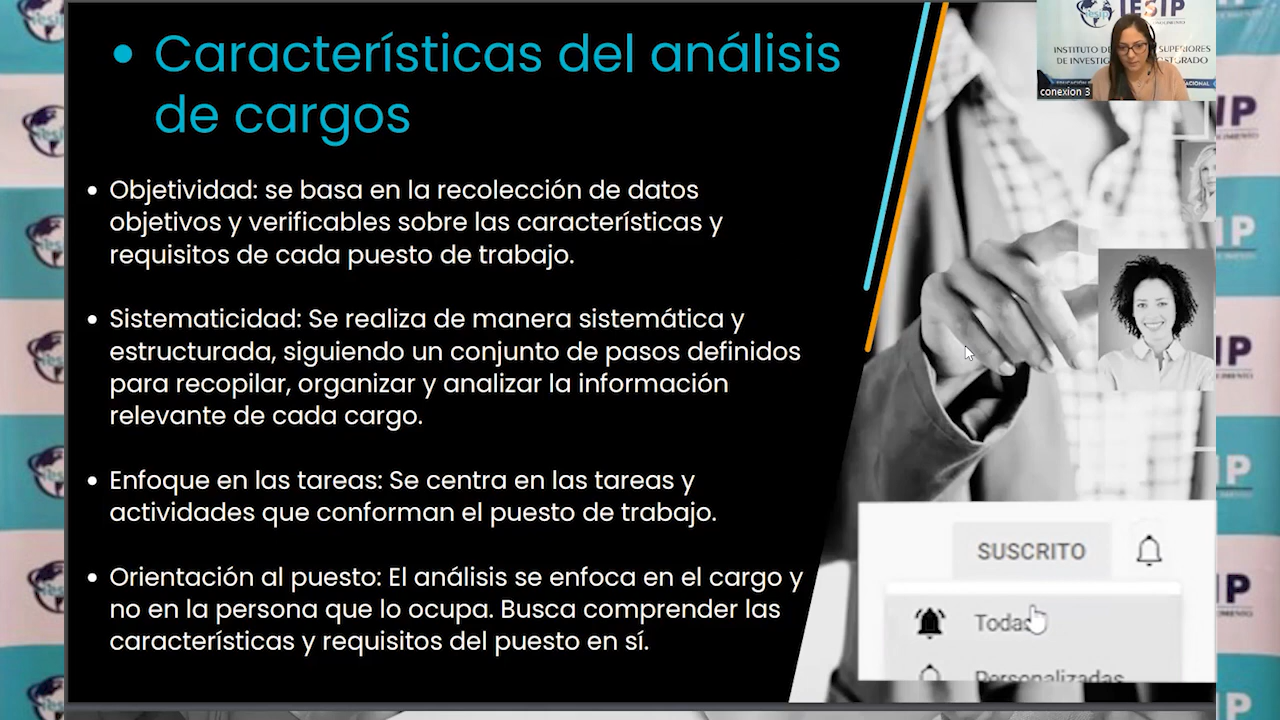 • Características del análisis
de cargos
• Objetividad: se basa en la recolección de datos
objetivos y verificables sobre las características y
requisitos de cada puesto de trabajo.
• Sistematicidad: Se realiza de manera sistemática y
estructurada, siguiendo un conjunto de pasos definidos
para recopilar, organizar y analizar la información
relevante de cada cargo.
• Enfoque en las tareas: Se centra en las tareas y
actividades que conforman el puesto de trabajo.
• Orientación al puesto: El análisis se enfoca en el cargo y
no en la persona que lo ocupa. Busca comprender las
características y requisitos del puesto en sí.
IESIP
INSTITUTO DE SUPERIORES
DE
conexion 3
SUSCRITO
Todas
Personalizadas